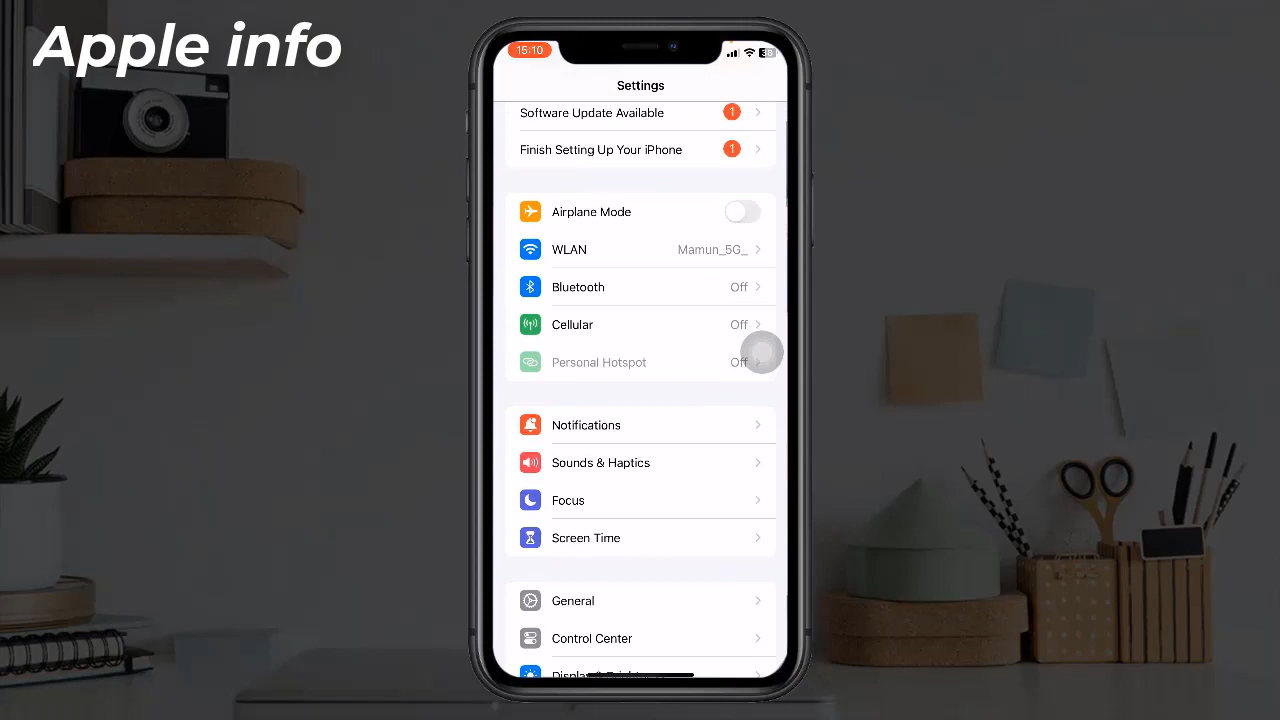 Apple info
15:10
Settings
Software Update Available 1
Finish Setting Up Your iPhone 1
Airplane Mode
WLAN Mamun_5G_
Bluetooth Off
Cellular Off
Personal Hotspot Off
Notifications
Sounds & Haptics
Focus
Screen Time
General
Control Center